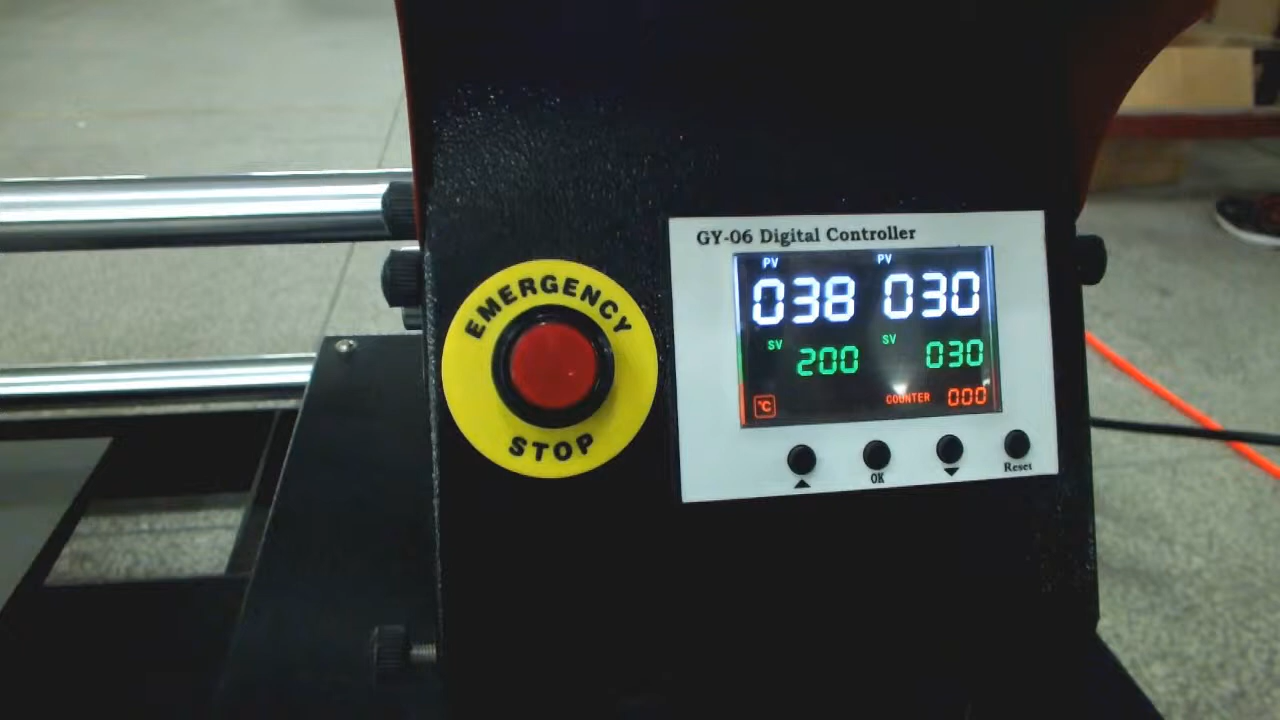 EMERGENCY
STOP
GY-06 Digital Controller
PV PV
038 030
SV SV
200 030
°C COUNTER 000
OK Reset